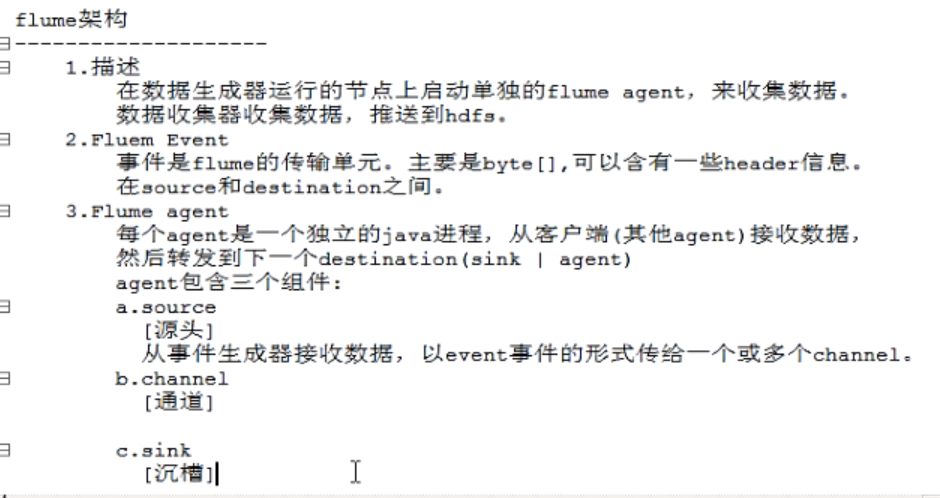 flume架构
---------------------
1.描述
在数据生成器运行的节点上启动单独的flume agent，来收集数据。
数据收集器收集数据，推送到hdfs。
2.Fluem Event
事件是flume的传输单元。主要是byte[],可以含有一些header信息。
在source和destination之间。
3.Flume agent
每个agent是一个独立的java进程，从客户端(其他agent)接收数据，
然后转发到下一个destination(sink | agent)
agent包含三个组件：
a.source
[源头]
从事件生成器接收数据，以event事件的形式传给一个或多个channel。
b.channel
[通道]
c.sink
[沉槽]